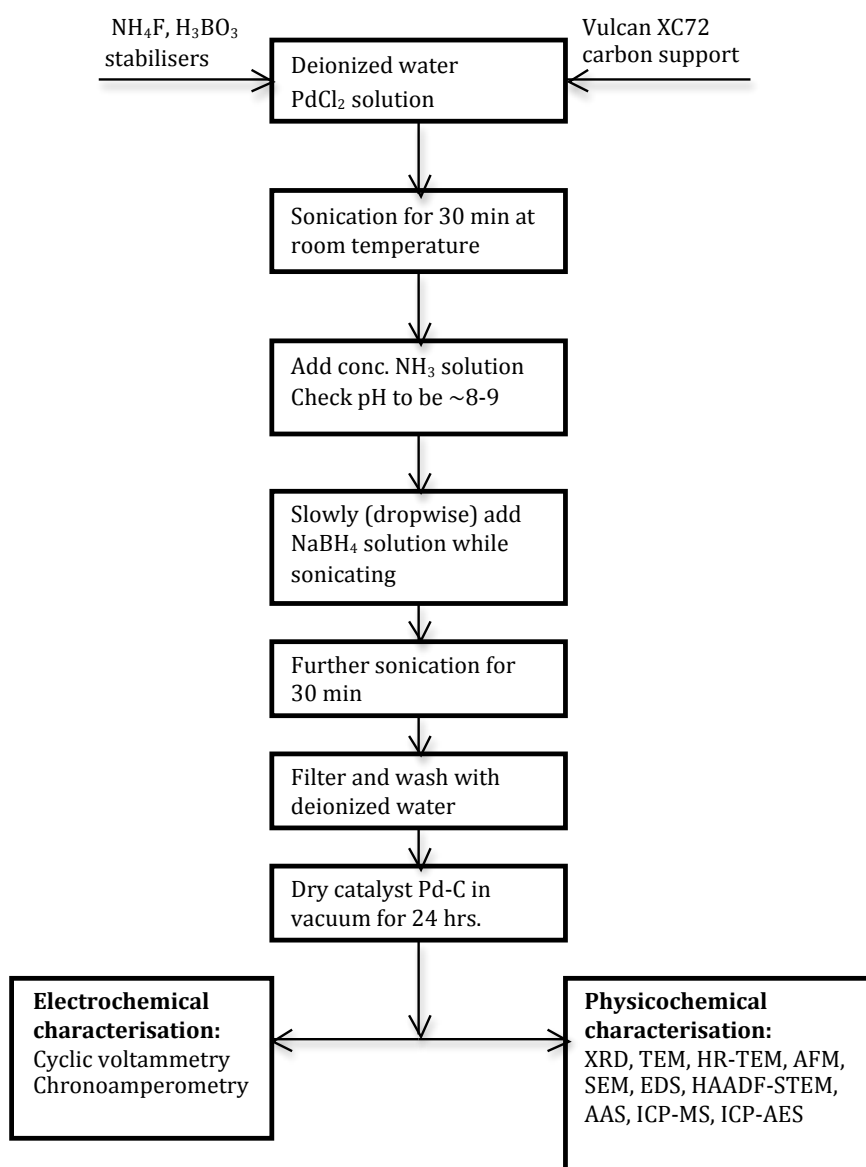 NH₄F, H₃BO₃
stabilisers
Vulcan XC72
carbon support
Deionized water
PdCl₂ solution
Sonication for 30 min at
room temperature
Add conc. NH₃ solution
Check pH to be ~8-9
Slowly (dropwise) add
NaBH₄ solution while
sonicating
Further sonication for
30 min
Filter and wash with
deionized water
Dry catalyst Pd-C in
vacuum for 24 hrs.
Electrochemical
characterisation:
Cyclic voltammetry
Chronoamperometry
Physicochemical
characterisation:
XRD, TEM, HR-TEM, AFM,
SEM, EDS, HAADF-STEM,
AAS, ICP-MS, ICP-AES